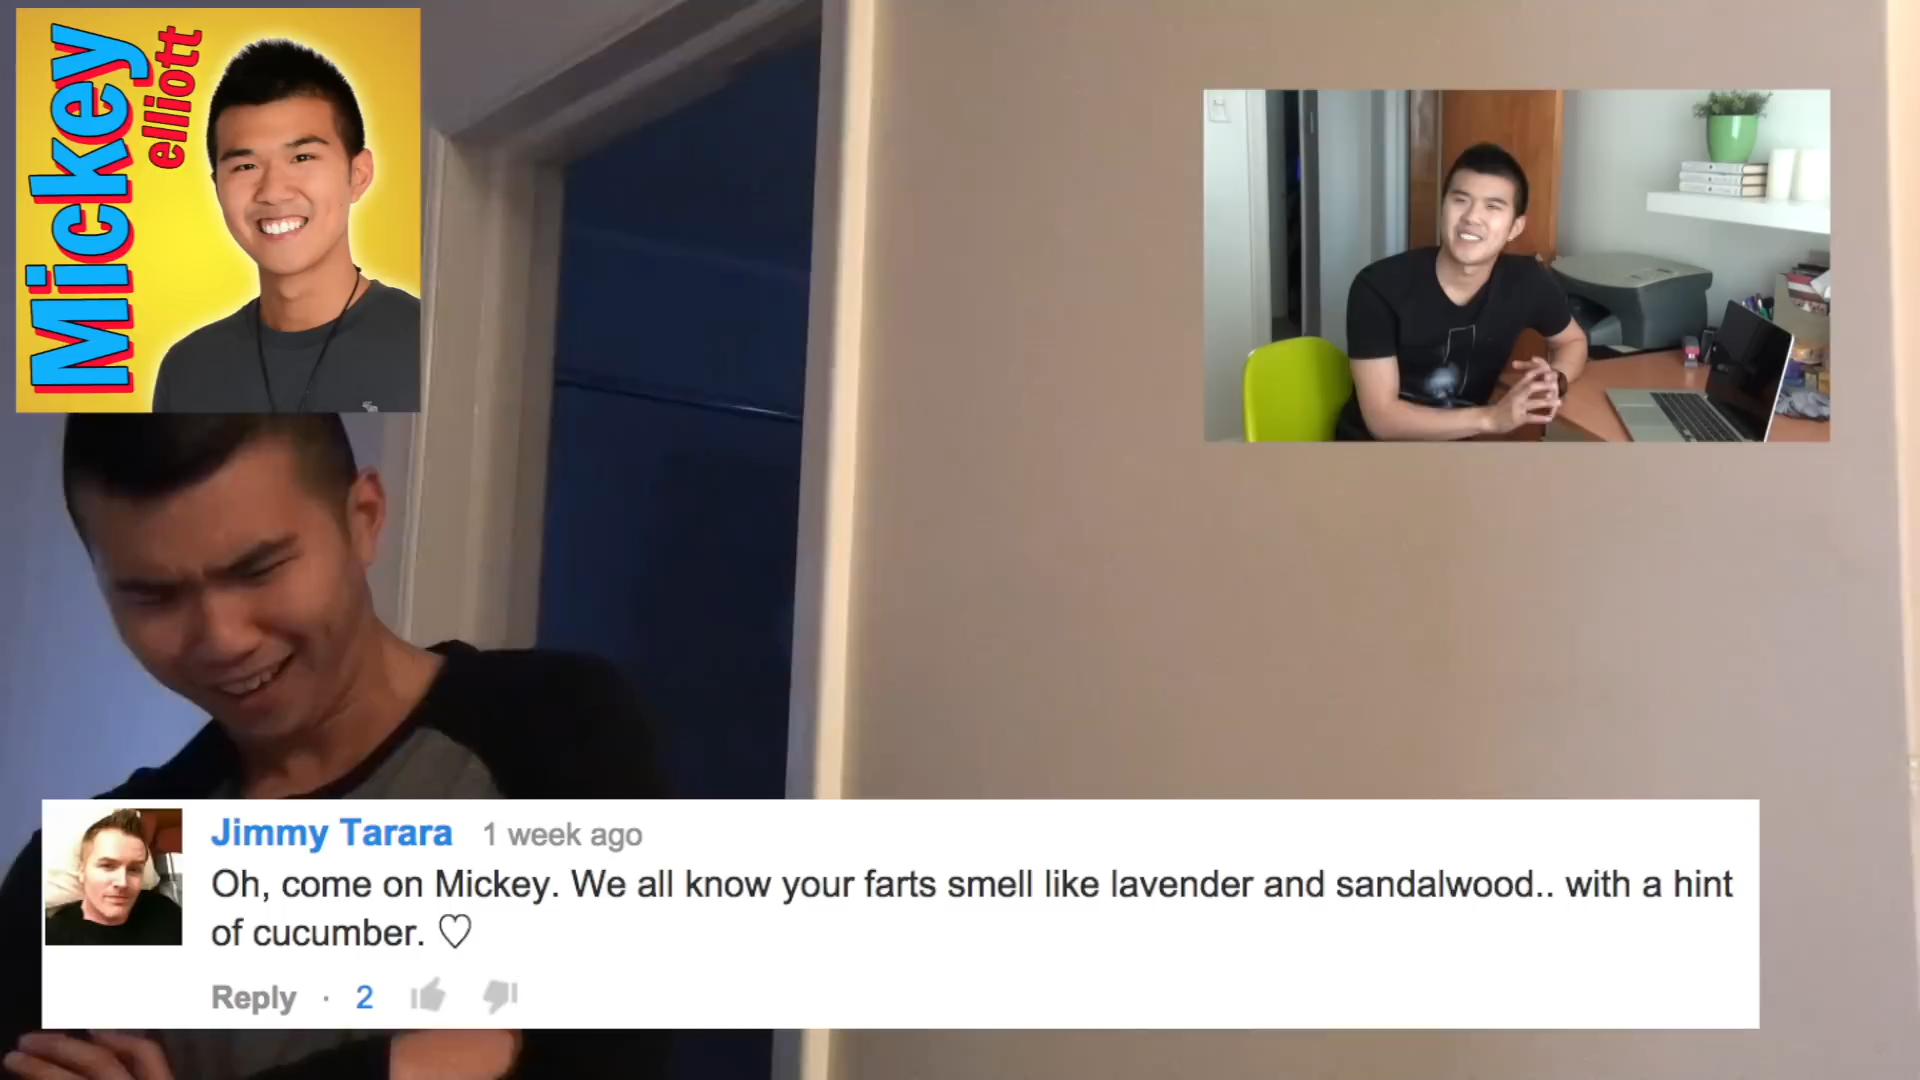 Mickey
elliott
Jimmy Tarara 1 week ago
Oh, come on Mickey. We all know your farts smell like lavender and sandalwood.. with a hint
of cucumber. ♡
Reply · 2